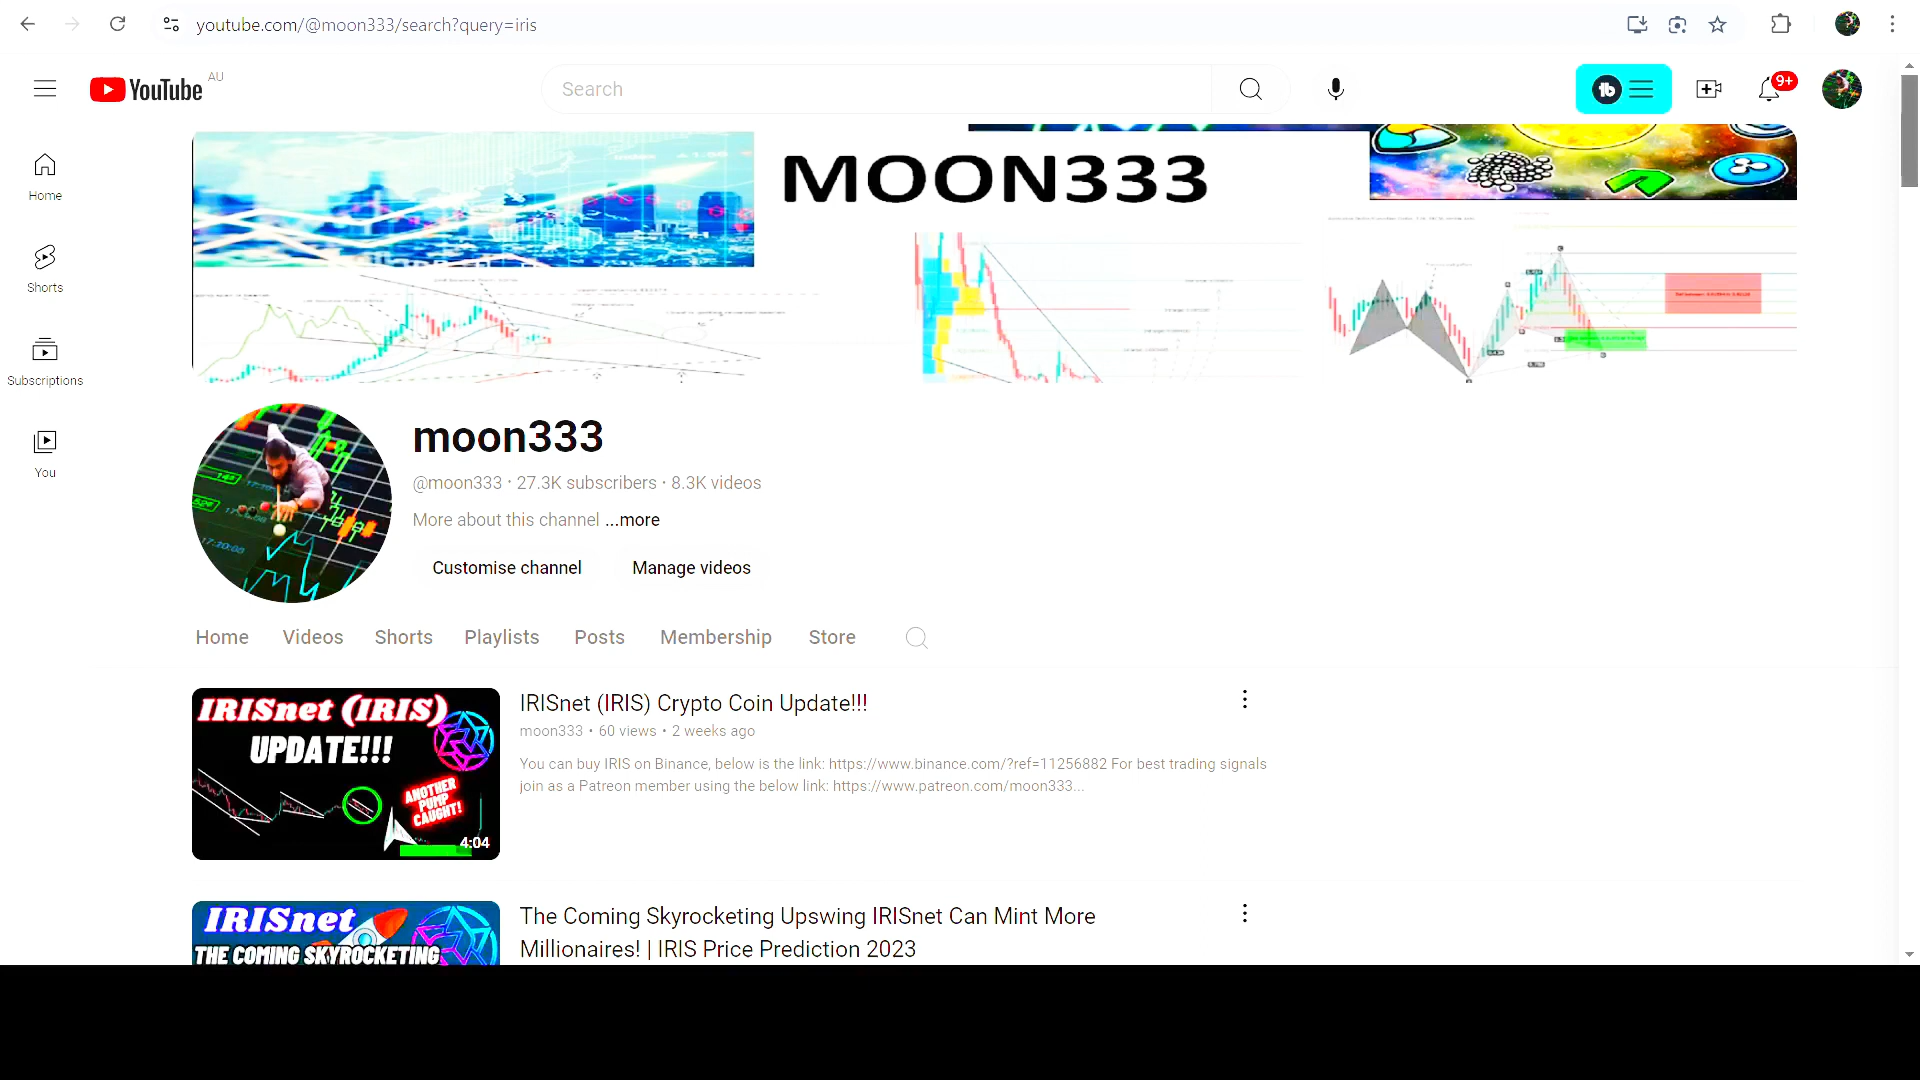 youtube.com/@moon333/search?query=iris
YouTube AU
Search
9+
Home
Shorts
Subscriptions
You
MOON333
moon333
@moon333 • 27.3K subscribers • 8.3K videos
More about this channel ...more
Customise channel
Manage videos
Home Videos Shorts Playlists Posts Membership Store
IRISnet (IRIS)
UPDATE!!!
ANOTHER
PUMP
CAUGHT!
4:04
IRISnet (IRIS) Crypto Coin Update!!!
moon333 • 60 views • 2 weeks ago
You can buy IRIS on Binance, below is the link: https://www.binance.com/?ref=11256882 For best trading signals
join as a Patreon member using the below link: https://www.patreon.com/moon333...
IRISnet
THE COMING SKYROCKETING
The Coming Skyrocketing Upswing IRISnet Can Mint More
Millionaires! | IRIS Price Prediction 2023